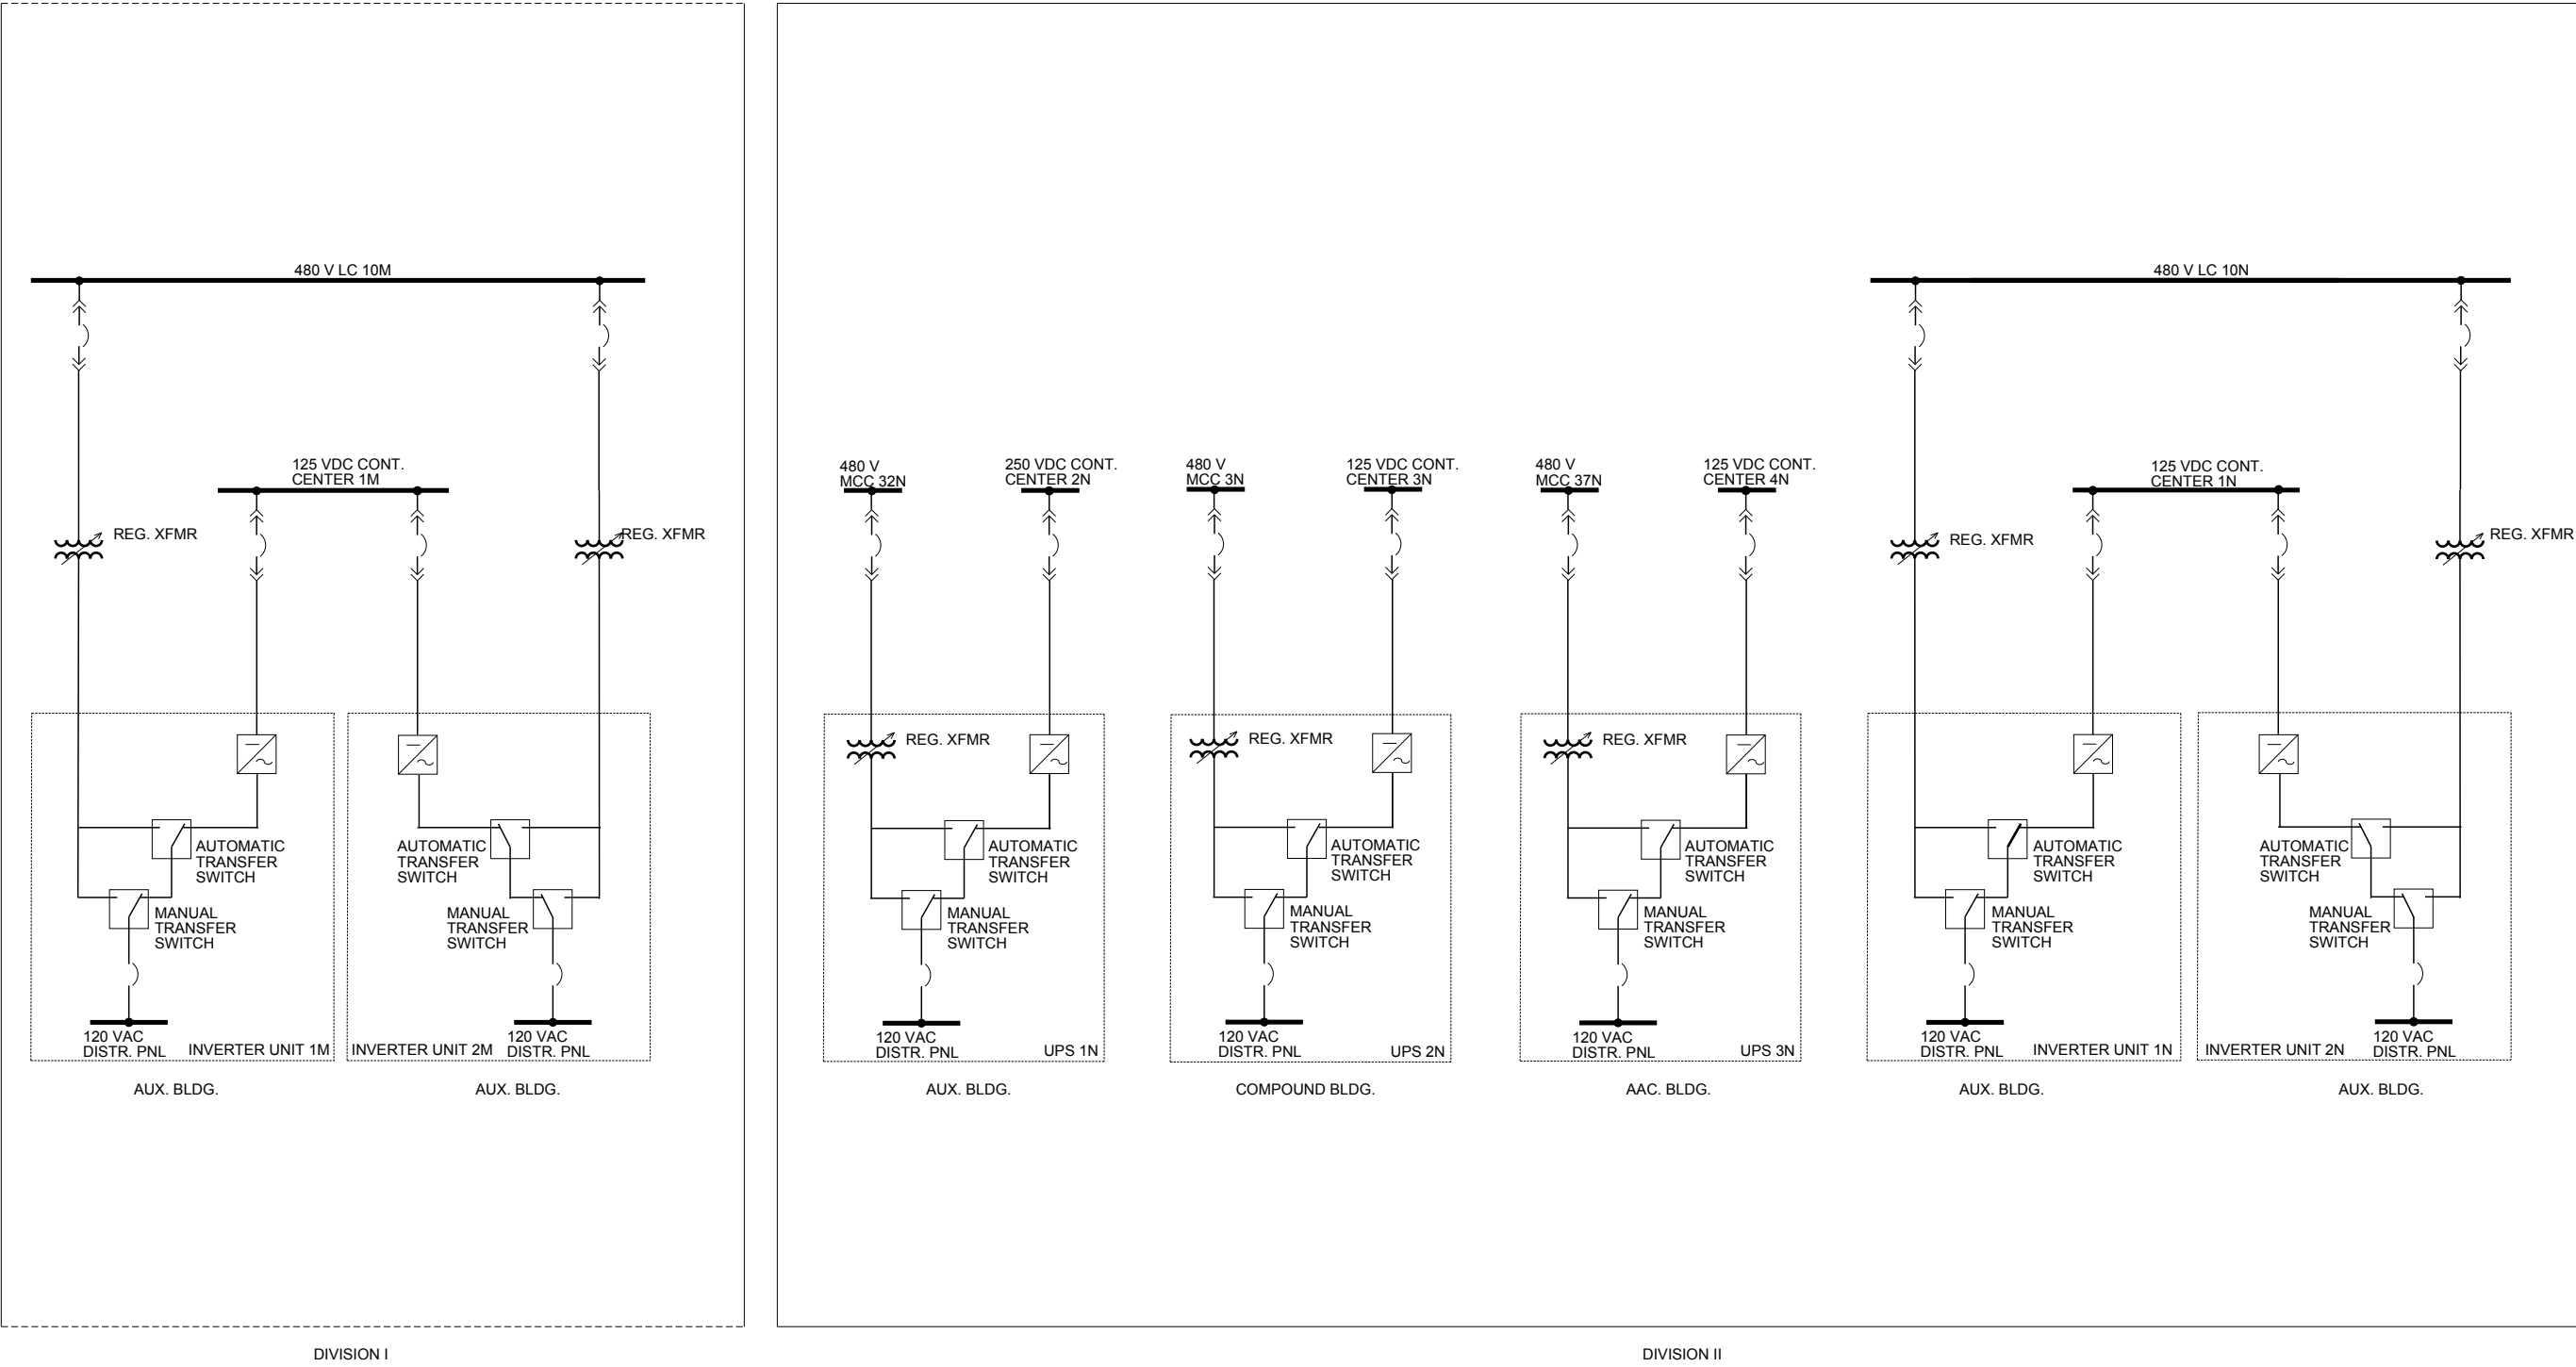 480 V LC 10M
480 V LC 10N
125 VDC CONT.
CENTER 1M
480 V
MCC 32N
250 VDC CONT.
CENTER 2N
480 V
MCC 3N
125 VDC CONT.
CENTER 3N
480 V
MCC 37N
125 VDC CONT.
CENTER 4N
125 VDC CONT.
CENTER 1N
REG. XFMR
REG. XFMR
REG. XFMR
REG. XFMR
REG. XFMR
REG. XFMR
REG. XFMR
AUTOMATIC
TRANSFER
SWITCH
AUTOMATIC
TRANSFER
SWITCH
AUTOMATIC
TRANSFER
SWITCH
AUTOMATIC
TRANSFER
SWITCH
AUTOMATIC
TRANSFER
SWITCH
AUTOMATIC
TRANSFER
SWITCH
AUTOMATIC
TRANSFER
SWITCH
MANUAL
TRANSFER
SWITCH
MANUAL
TRANSFER
SWITCH
MANUAL
TRANSFER
SWITCH
MANUAL
TRANSFER
SWITCH
MANUAL
TRANSFER
SWITCH
MANUAL
TRANSFER
SWITCH
MANUAL
TRANSFER
SWITCH
120 VAC
DISTR. PNL
INVERTER UNIT 1M
INVERTER UNIT 2M
120 VAC
DISTR. PNL
120 VAC
DISTR. PNL
UPS 1N
120 VAC
DISTR. PNL
UPS 2N
120 VAC
DISTR. PNL
UPS 3N
120 VAC
DISTR. PNL
INVERTER UNIT 1N
INVERTER UNIT 2N
120 VAC
DISTR. PNL
AUX. BLDG.
AUX. BLDG.
AUX. BLDG.
COMPOUND BLDG.
AAC. BLDG.
AUX. BLDG.
AUX. BLDG.
DIVISION I
DIVISION II